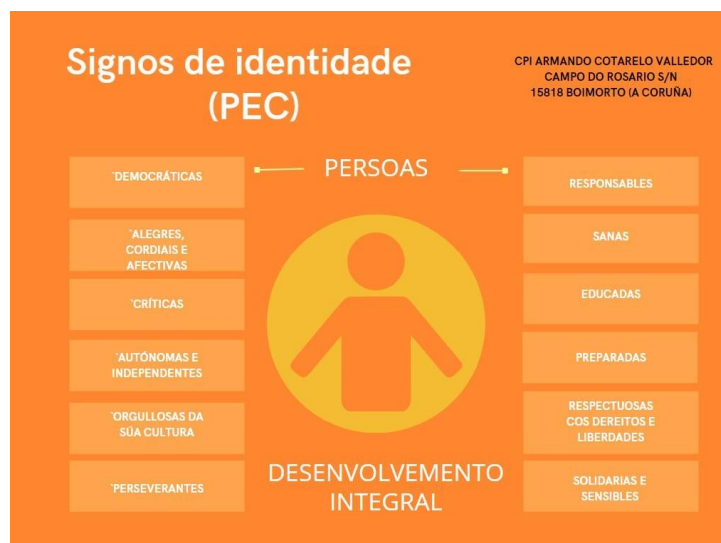 Signos de identidade
(PEC)
CPI ARMANDO COTARELO VALLEDOR
CAMPO DO ROSARIO S/N
15818 BOIMORTO (A CORUÑA)
PERSOAS
'DEMOCRÁTICAS
'ALEGRES,
CORDIAIS E
AFECTIVAS
'CRÍTICAS
'AUTÓNOMAS E
INDEPENDENTES
'ORGULLOSAS DA
SÚA CULTURA
'PERSEVERANTES
RESPONSABLES
SANAS
EDUCADAS
PREPARADAS
RESPECTUOSAS
COS DEREITOS E
LIBERDADES
SOLIDARIAS E
SENSIBLES
DESENVOLVEMENTO
INTEGRAL